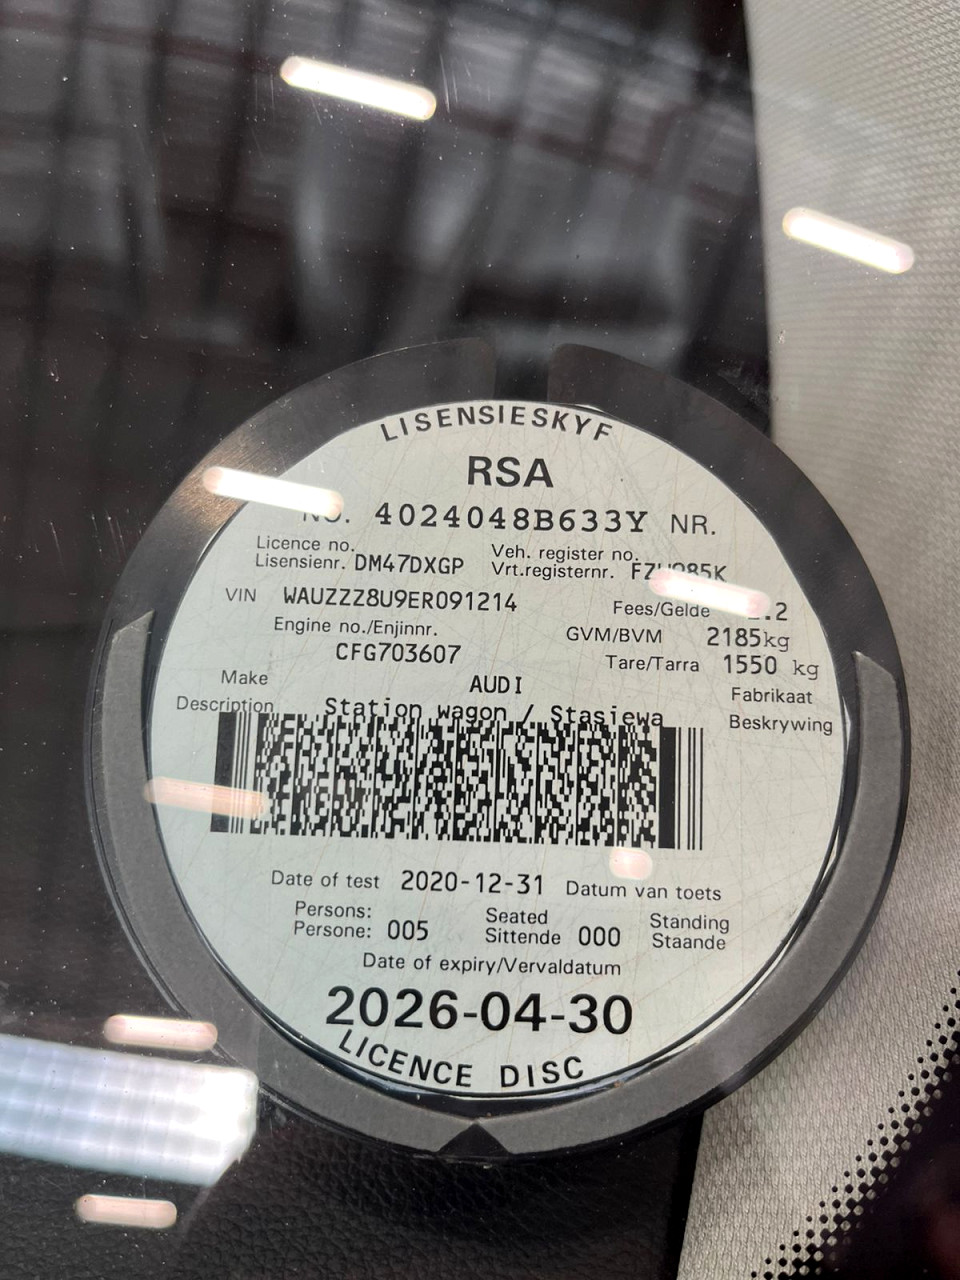 LISENSIESKYF
RSA
NO. 4024048B633Y NR.
Licence no. Veh. register no.
Lisensienr. DM47DXGP Vrt.registernr.
VIN WAUZZZ8U9ER091214 Fees/Gelde
Engine no./Enjinnr. GVM/BVM 2185kg
CFG703607 Tare/Tarra 1550 kg
Make AUDI Fabrikaat
Description Station wagon / Stasiewa Beskrywing
Date of test 2020-12-31 Datum van toets
Persons: Seated Standing
Persone: 005 Sittende 000 Staande
Date of expiry/Vervaldatum
2026-04-30
LICENCE DISC